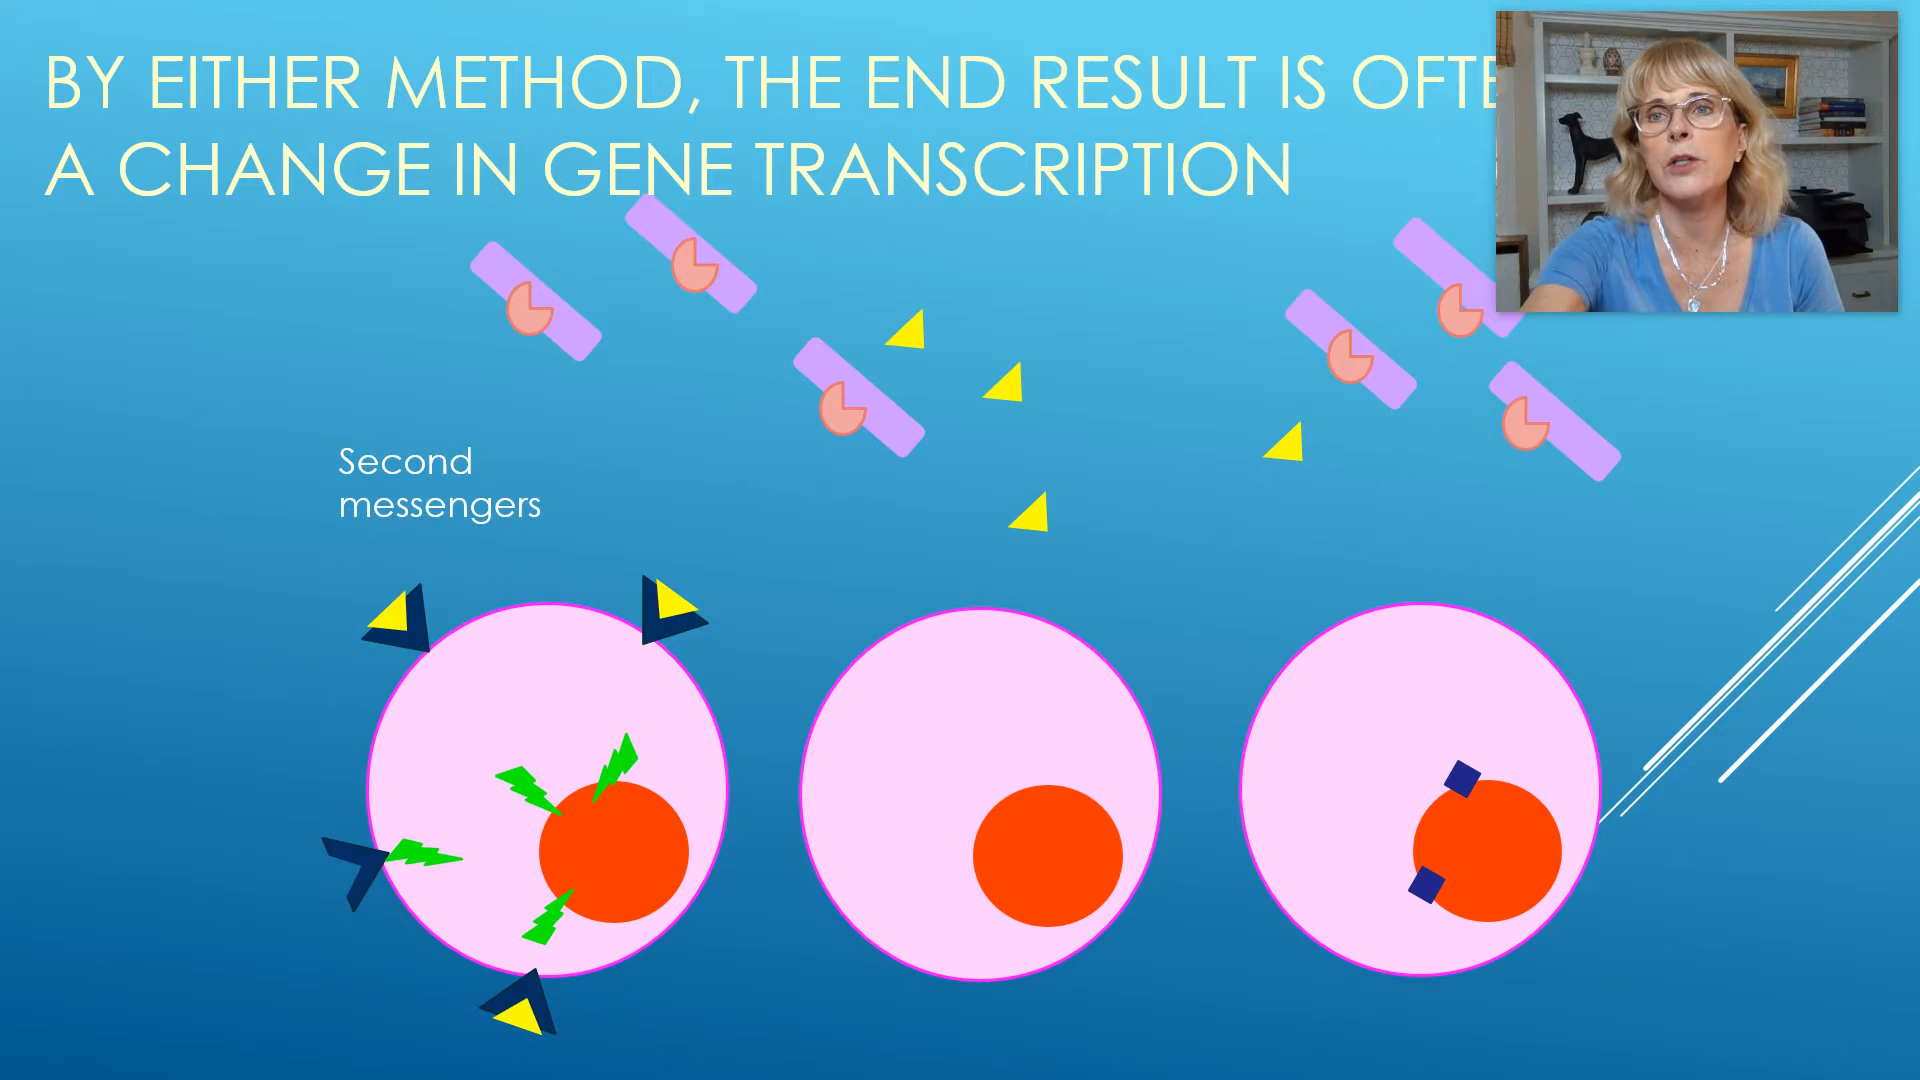 BY EITHER METHOD, THE END RESULT IS OFTE
A CHANGE IN GENE TRANSCRIPTION
Second
messengers